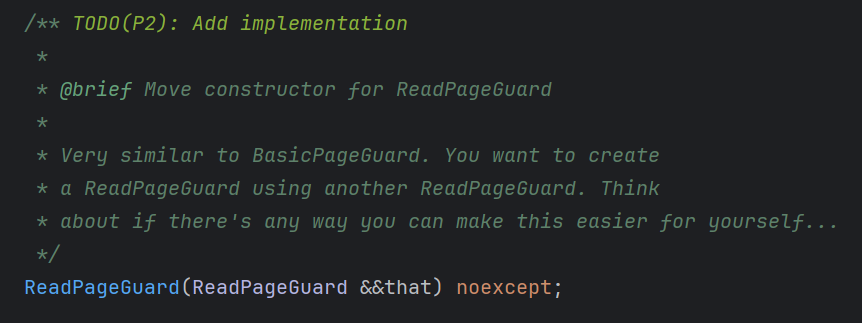 /** TODO(P2): Add implementation
*
* @brief Move constructor for ReadPageGuard
*
* Very similar to BasicPageGuard. You want to create
* a ReadPageGuard using another ReadPageGuard. Think
* about if there's any way you can make this easier for yourself...
*/
ReadPageGuard(ReadPageGuard &&that) noexcept;